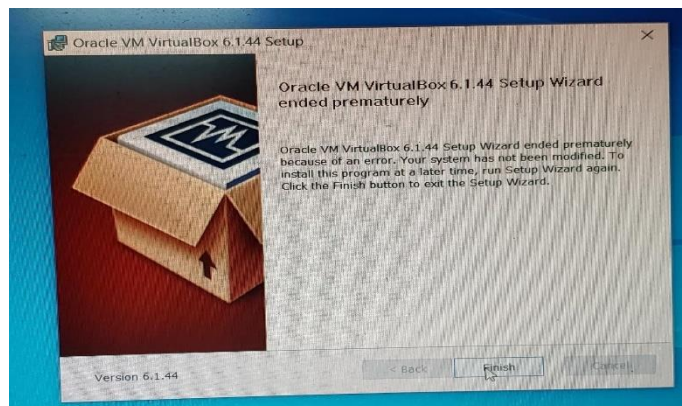 Oracle VM VirtualBox 6.1.44 Setup
Oracle VM VirtualBox 6.1.44 Setup Wizard
ended prematurely
Oracle VM VirtualBox 6.1.44 Setup Wizard ended prematurely
because of an error. Your system has not been modified. To
install this program at a later time, run Setup Wizard again.
Click the Finish button to exit the Setup Wizard.
Version 6.1.44
< Back
Finish
Cancel